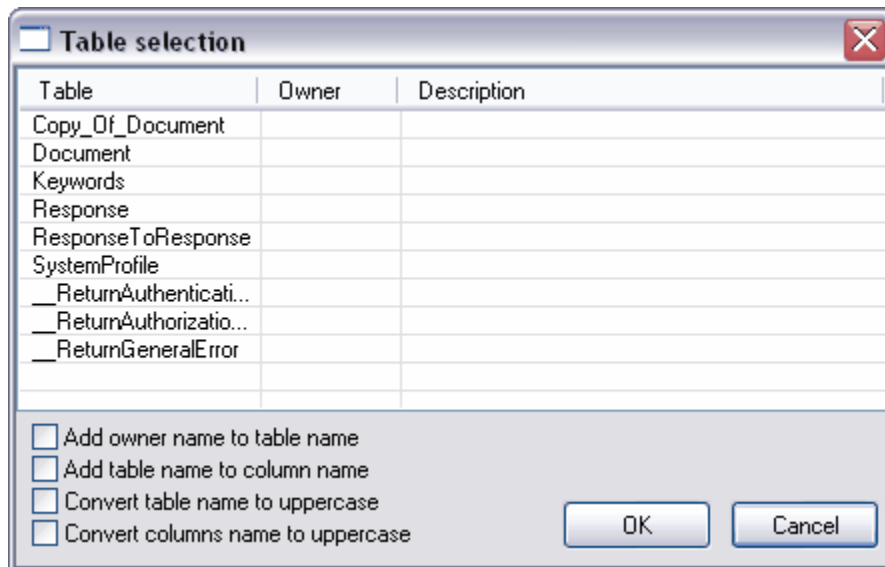 Table selection
Table Owner Description
Copy_Of_Document
Document
Keywords
Response
ResponseToResponse
SystemProfile
__ReturnAuthenticati...
__ReturnAuthorizatio...
__ReturnGeneralError
Add owner name to table name
Add table name to column name
Convert table name to uppercase
Convert columns name to uppercase
OK Cancel